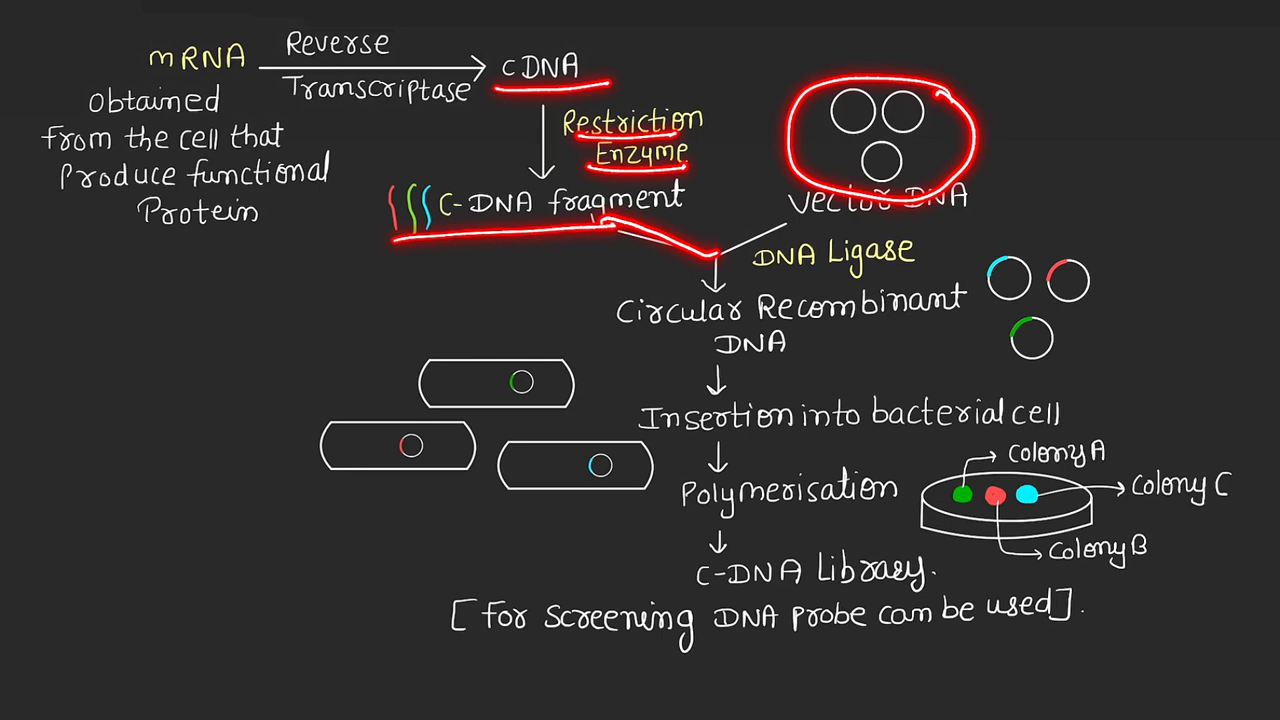 mRNA
Reverse
Transcriptase
cDNA
Obtained
from the cell that
Produce functional
Protein
Restriction
Enzyme
C-DNA fragment
Vector DNA
DNA Ligase
Circular Recombinant
DNA
Insertion into bacterial cell
Polymerisation
Colony A
Colony C
Colony B
C-DNA Library.
[for screening DNA probe can be used].